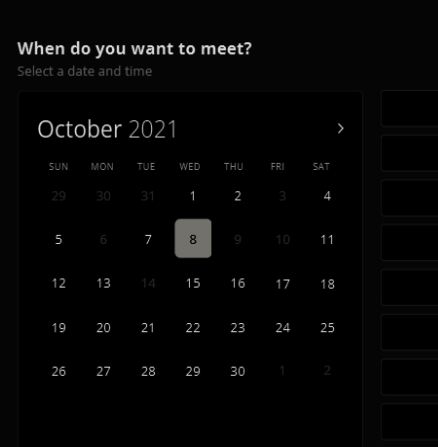 When do you want to meet?
Select a date and time
October 2021
SUN MON TUE WED THU FRI SAT
29 30 31 1 2 3 4
5 6 7 8 9 10 11
12 13 14 15 16 17 18
19 20 21 22 23 24 25
26 27 28 29 30 1 2